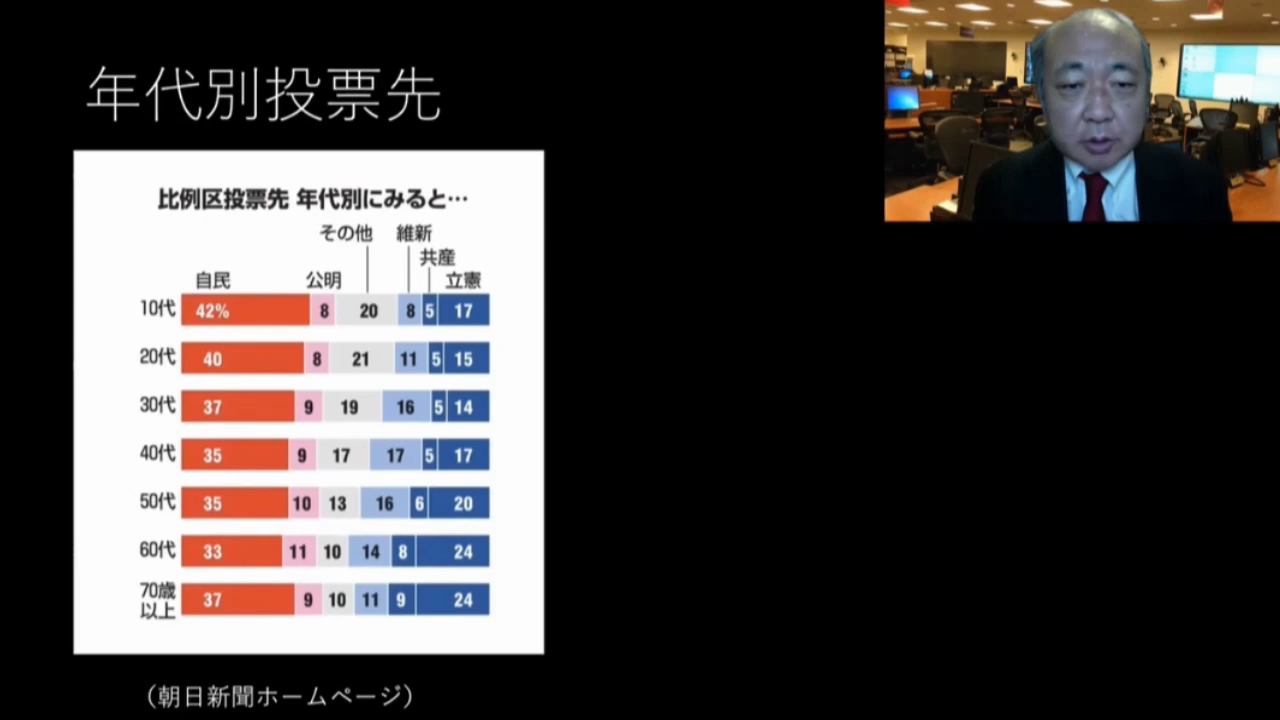 年代別投票先
比例区投票先 年代別にみると…
その他 維新
共産
自民 公明 立憲
10代 42% 8 20 8 5 17
20代 40 8 21 11 5 15
30代 37 9 19 16 5 14
40代 35 9 17 17 5 17
50代 35 10 13 16 6 20
60代 33 11 10 14 8 24
70歳
以上 37 9 10 11 9 24
（朝日新聞ホームページ）